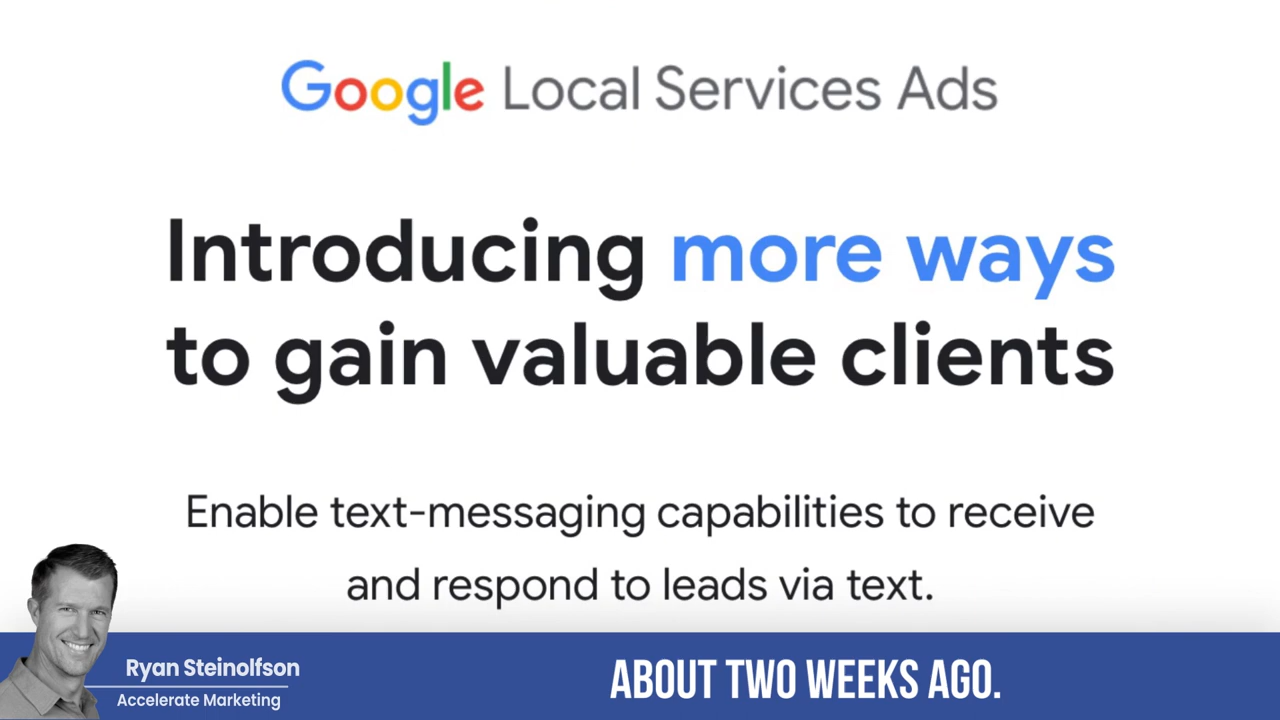 Google Local Services Ads
Introducing more ways
to gain valuable clients
Enable text-messaging capabilities to receive
and respond to leads via text.
Ryan Steinolfson
Accelerate Marketing
ABOUT TWO WEEKS AGO.